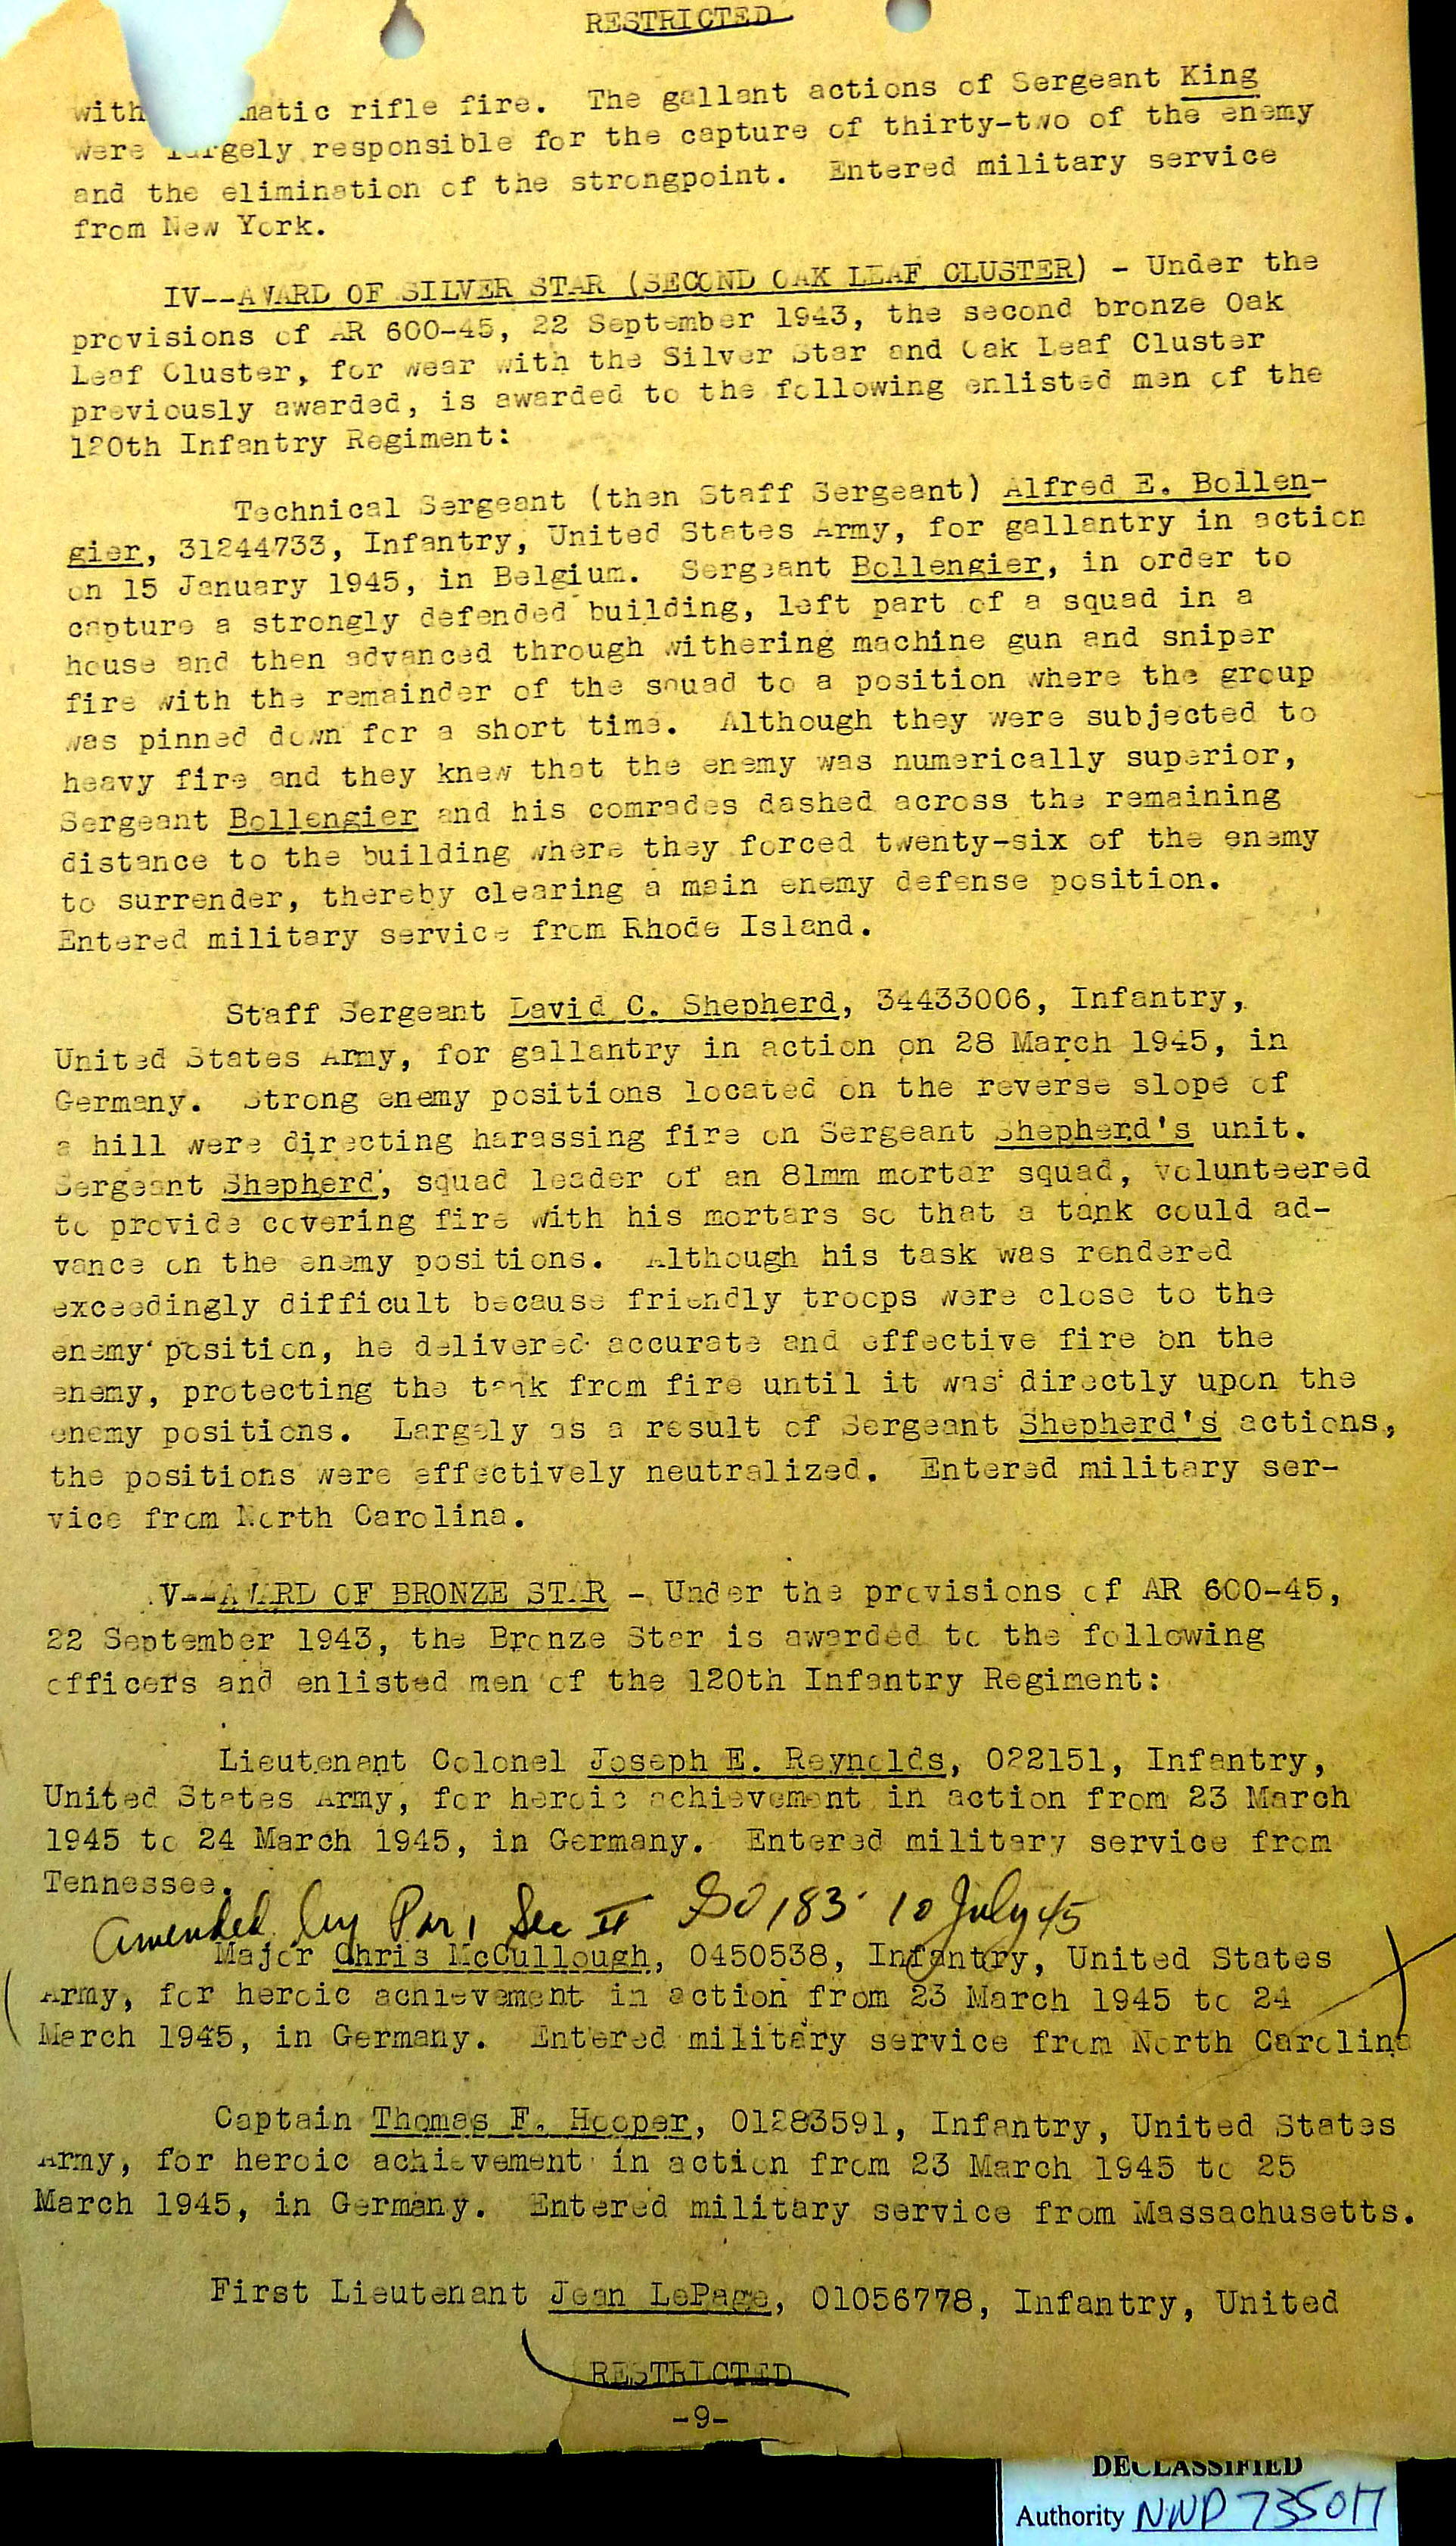 RESTRICTED
with matic rifle fire. The gallant actions of Sergeant King
were largely responsible for the capture of thirty-two of the enemy
and the elimination of the strongpoint. Entered military service
from New York.
IV--AWARD OF SILVER STAR (SECOND OAK LEAF CLUSTER) - Under the
provisions of AR 600-45, 22 September 1943, the second bronze Oak
Leaf Cluster, for wear with the Silver Star and Oak Leaf Cluster
previously awarded, is awarded to the following enlisted men of the
120th Infantry Regiment:
Technical Sergeant (then Staff Sergeant) Alfred E. Bollen-
gier, 31244733, Infantry, United States Army, for gallantry in action
on 15 January 1945, in Belgium. Sergeant Bollengier, in order to
capture a strongly defended building, left part of a squad in a
house and then advanced through withering machine gun and sniper
fire with the remainder of the squad to a position where the group
was pinned down for a short time. Although they were subjected to
heavy fire and they knew that the enemy was numerically superior,
Sergeant Bollengier and his comrades dashed across the remaining
distance to the building where they forced twenty-six of the enemy
to surrender, thereby clearing a main enemy defense position.
Entered military service from Rhode Island.
Staff Sergeant David C. Shepherd, 34433006, Infantry,
United States Army, for gallantry in action on 28 March 1945, in
Germany. Strong enemy positions located on the reverse slope of
a hill were directing harassing fire on Sergeant Shepherd's unit.
Sergeant Shepherd, squad leader of an 81mm mortar squad, volunteered
to provide covering fire with his mortars so that a tank could ad-
vance on the enemy positions. Although his task was rendered
exceedingly difficult because friendly troops were close to the
enemy position, he delivered accurate and effective fire on the
enemy, protecting the tank from fire until it was directly upon the
enemy positions. Largely as a result of Sergeant Shepherd's actions,
the positions were effectively neutralized. Entered military ser-
vice from North Carolina.
V--AWARD OF BRONZE STAR - Under the provisions of AR 600-45,
22 September 1943, the Bronze Star is awarded to the following
officers and enlisted men of the 120th Infantry Regiment:
Lieutenant Colonel Joseph E. Reynolds, 022151, Infantry,
United States Army, for heroic achievement in action from 23 March
1945 to 24 March 1945, in Germany. Entered military service from
Tennessee.
Amended by Par 1 Sec II GO 183 10 July 45
Major Chris McCullough, 0450538, Infantry, United States
Army, for heroic achievement in action from 23 March 1945 to 24
March 1945, in Germany. Entered military service from North Carolina
Captain Thomas F. Hooper, 01283591, Infantry, United States
Army, for heroic achievement in action from 23 March 1945 to 25
March 1945, in Germany. Entered military service from Massachusetts.
First Lieutenant Jean LePage, 01056778, Infantry, United
RESTRICTED
-9-
DECLASSIFIED
Authority NND 735017